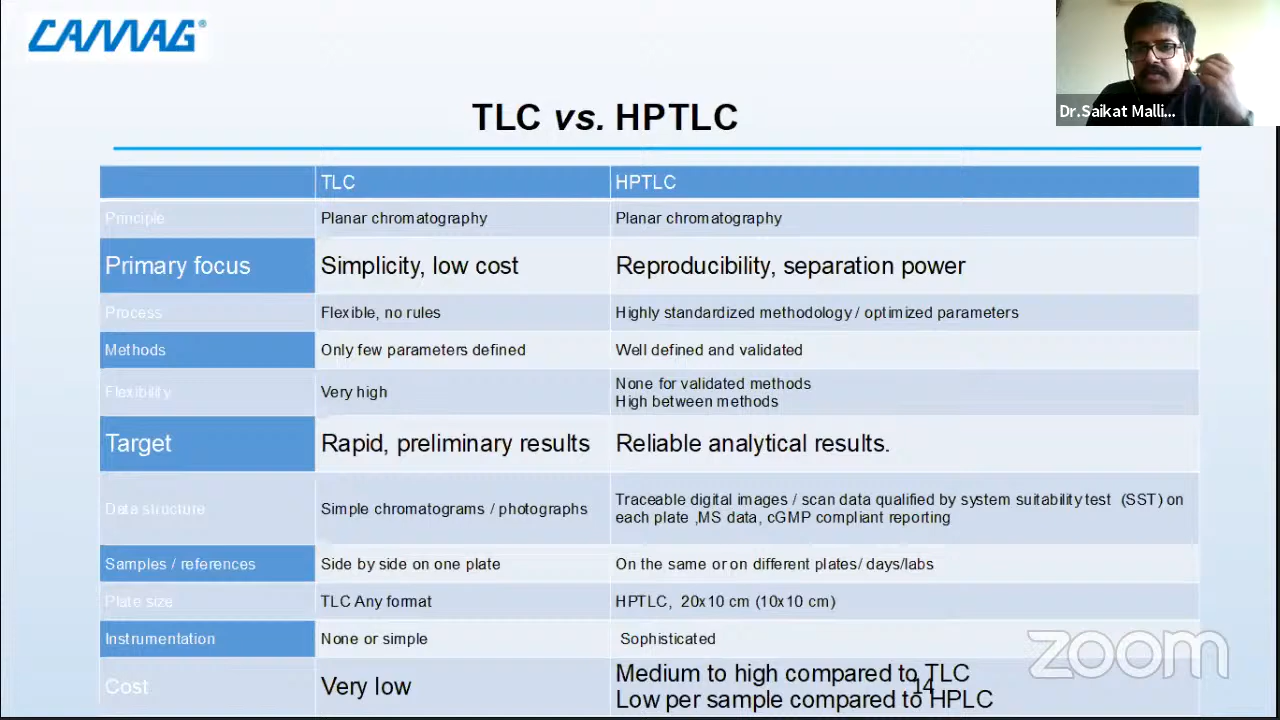 CAMAG®
Dr.Saikat Malli...
TLC vs. HPTLC
TLC HPTLC
Principle Planar chromatography Planar chromatography
Primary focus Simplicity, low cost Reproducibility, separation power
Process Flexible, no rules Highly standardized methodology / optimized parameters
Methods Only few parameters defined Well defined and validated
Flexibility Very high None for validated methods
High between methods
Target Rapid, preliminary results Reliable analytical results.
Data structure Simple chromatograms / photographs Traceable digital images / scan data qualified by system suitability test (SST) on
each plate ,MS data, cGMP compliant reporting
Samples / references Side by side on one plate On the same or on different plates/ days/labs
Plate size TLC Any format HPTLC, 20x10 cm (10x10 cm)
Instrumentation None or simple Sophisticated
zoom
Cost Very low Medium to high compared to TLC
Low per sample compared to HPLC
14